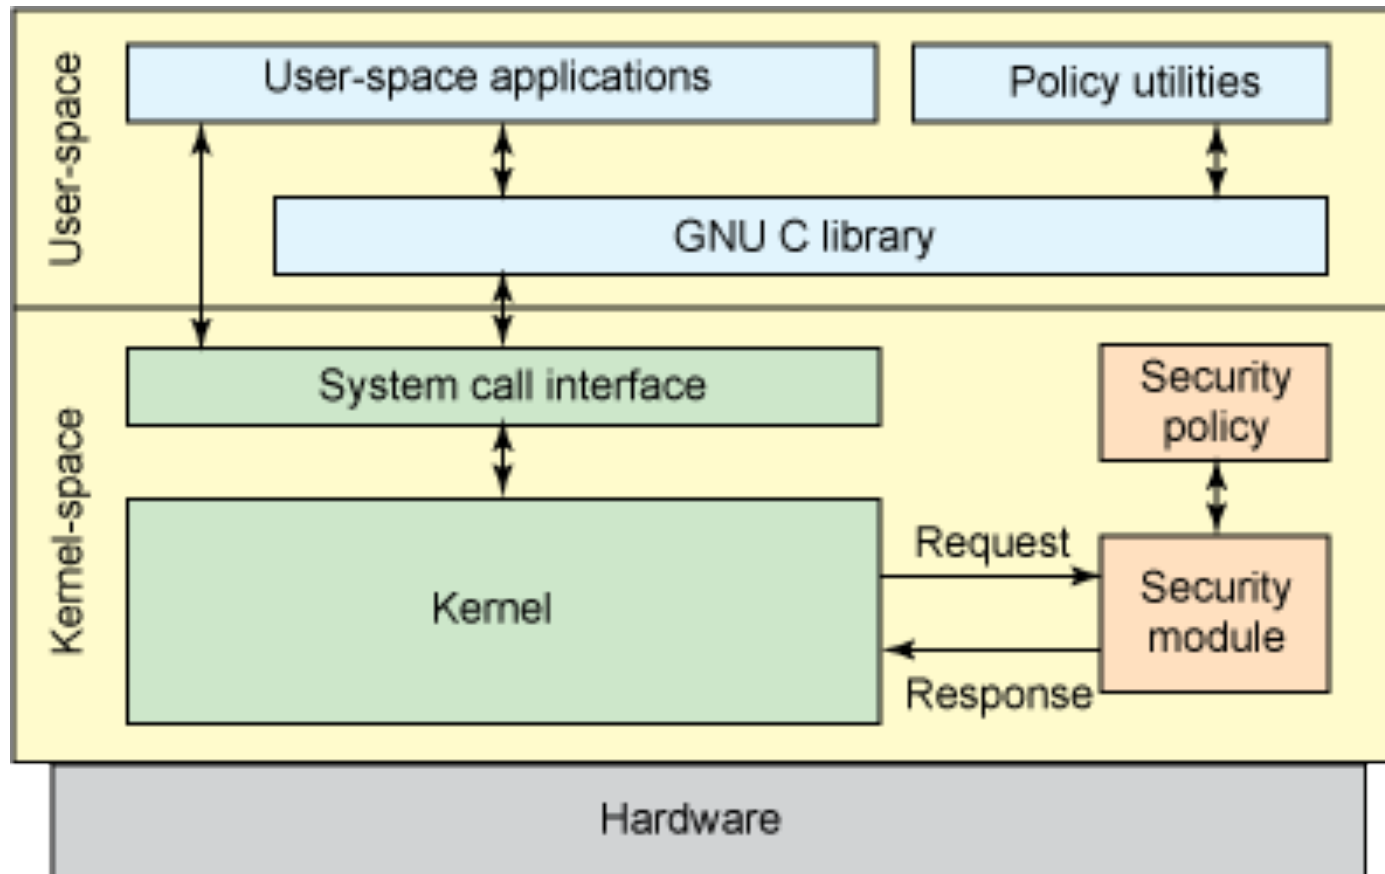 User-space
User-space applications
Policy utilities
GNU C library
Kernel-space
System call interface
Security
policy
Kernel
Request
Response
Security
module
Hardware